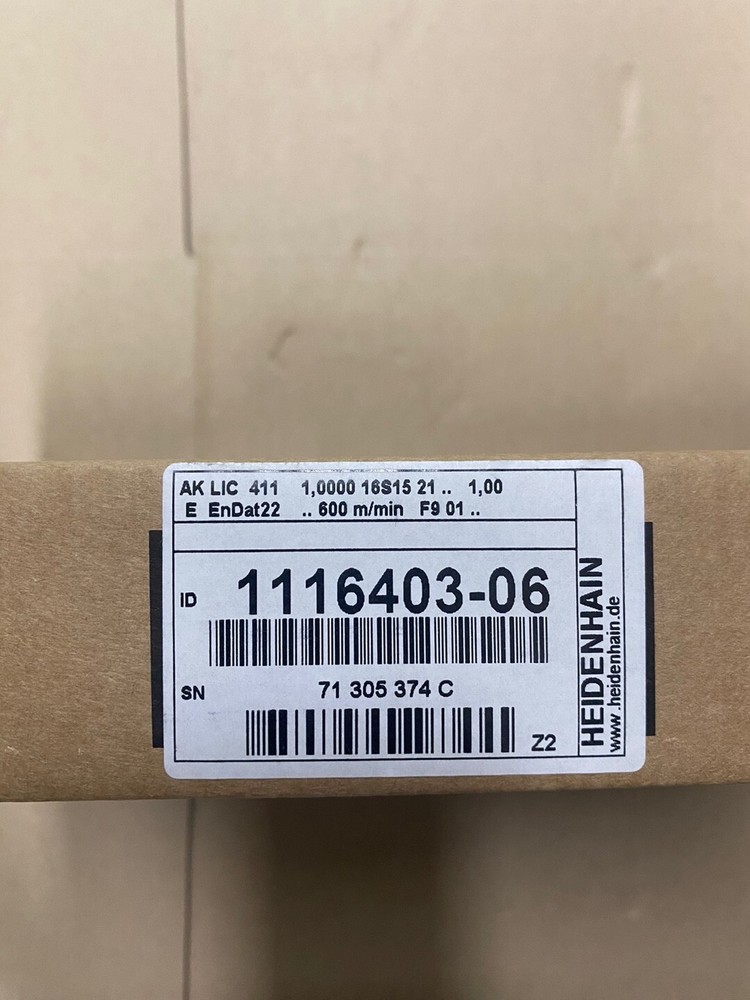 AK LIC 411 1,0000 16S15 21 .. 1,00
E EnDat22 .. 600 m/min F9 01 ..
ID 1116403-06
SN 71 305 374 C
Z2
HEIDENHAIN
www.heidenhain.de